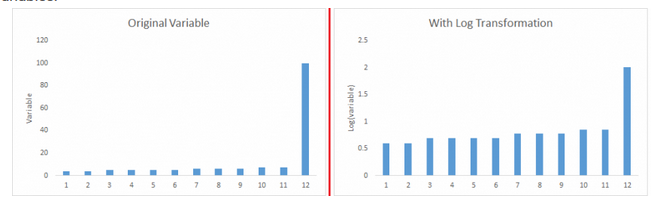 Original Variable
120
100
80
60
40
20
0
Variable
1 2 3 4 5 6 7 8 9 10 11 12
With Log Transformation
2.5
2
1.5
1
0.5
0
Log(variable)
1 2 3 4 5 6 7 8 9 10 11 12